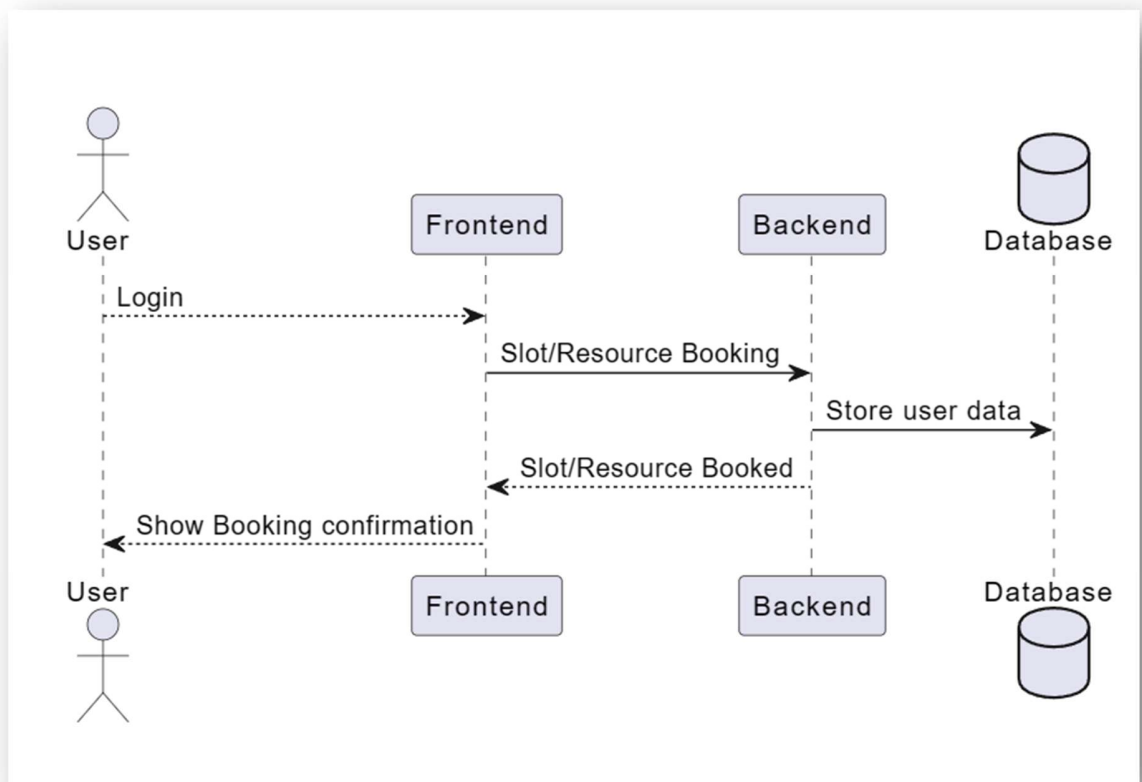 User
Frontend
Backend
Database
Login
Slot/Resource Booking
Store user data
Slot/Resource Booked
Show Booking confirmation
User
Frontend
Backend
Database